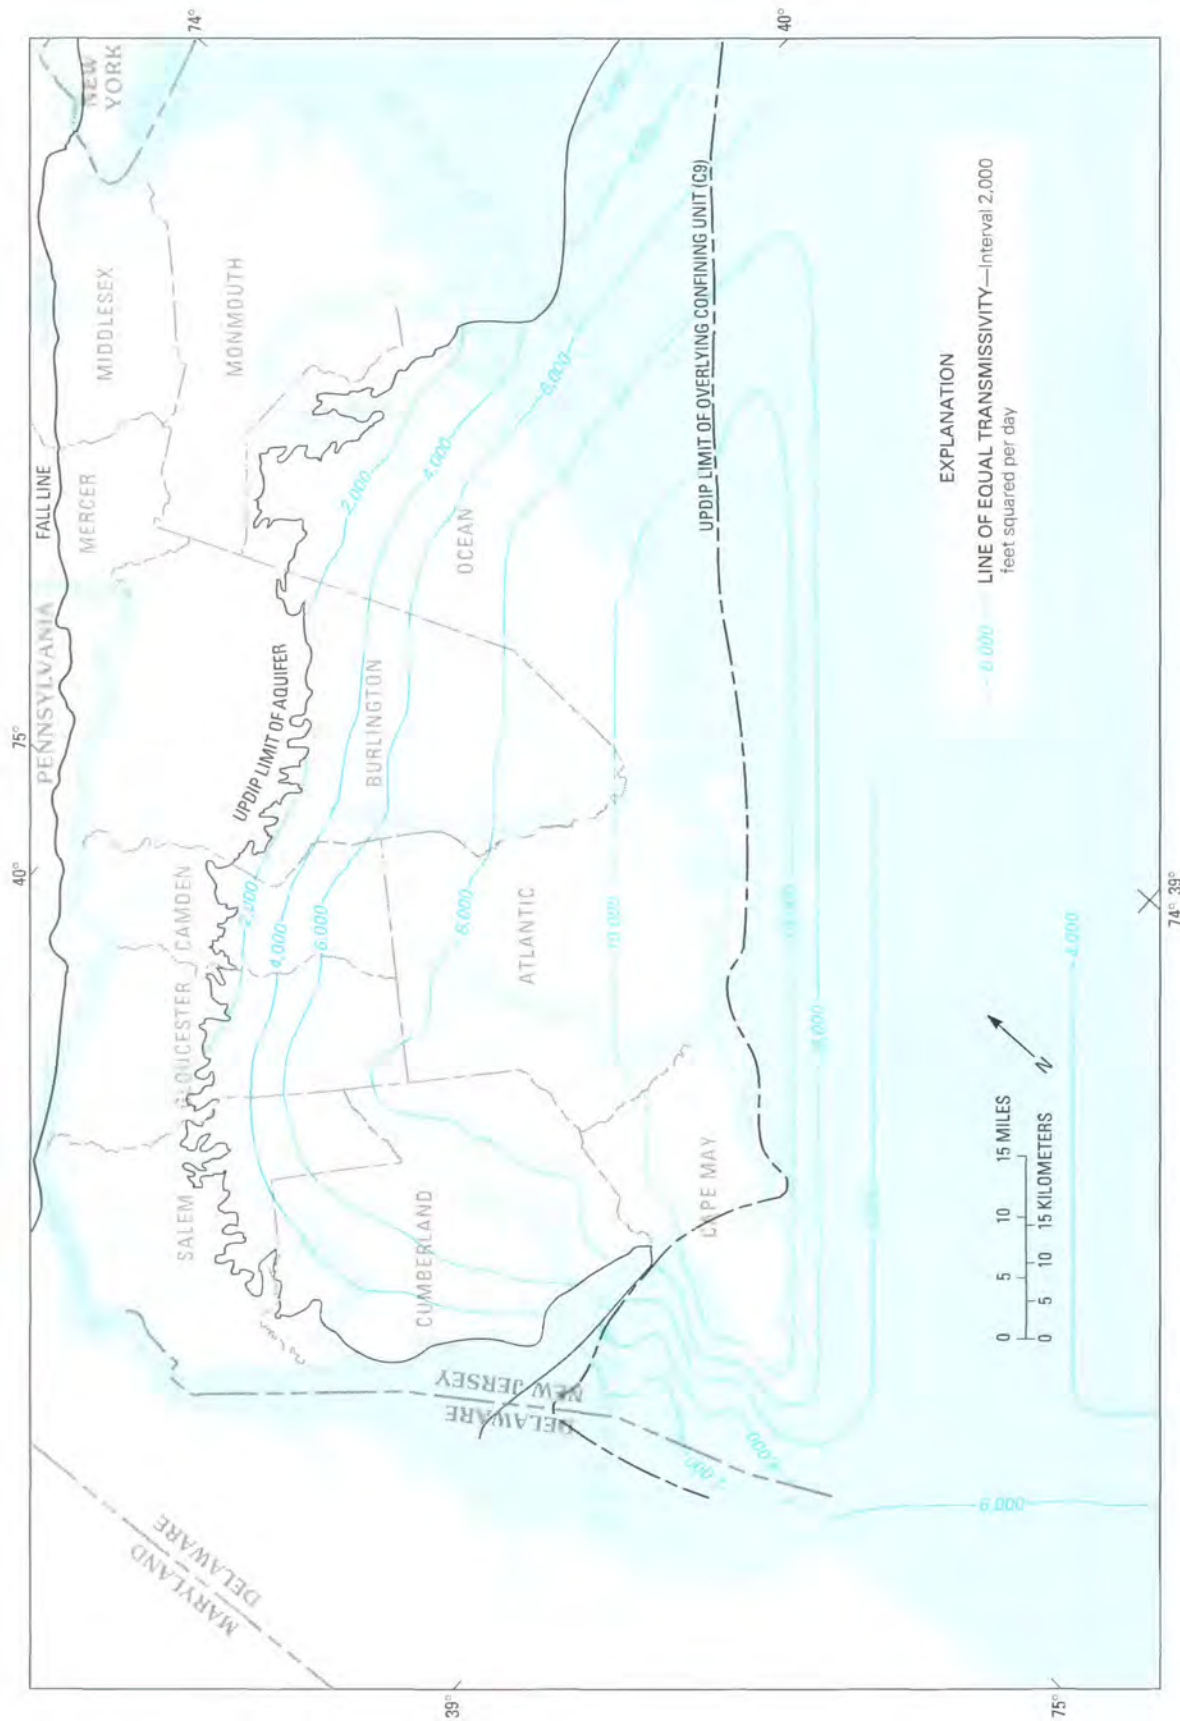 NEW
YORK
FALL LINE
PENNSYLVANIA
MIDDLESEX
MERCER
MONMOUTH
UPDIP LIMIT OF AQUIFER
OCEAN
BURLINGTON
CAMDEN
GLOUCESTER
SALEM
ATLANTIC
CUMBERLAND
CAPE MAY
NEW JERSEY
DELAWARE
DELAWARE
MARYLAND
UPDIP LIMIT OF OVERLYING CONFINING UNIT (C9)
2,000
4,000
6,000
2,000
4,000
6,000
8,000
10,000
2,000
4,000
6,000
4,000
74°
40°
75°
40°
39°
75°
74° 39°
EXPLANATION
LINE OF EQUAL TRANSMISSIVITY—Interval 2,000
feet squared per day
N
0 5 10 15 MILES
0 5 10 15 KILOMETERS